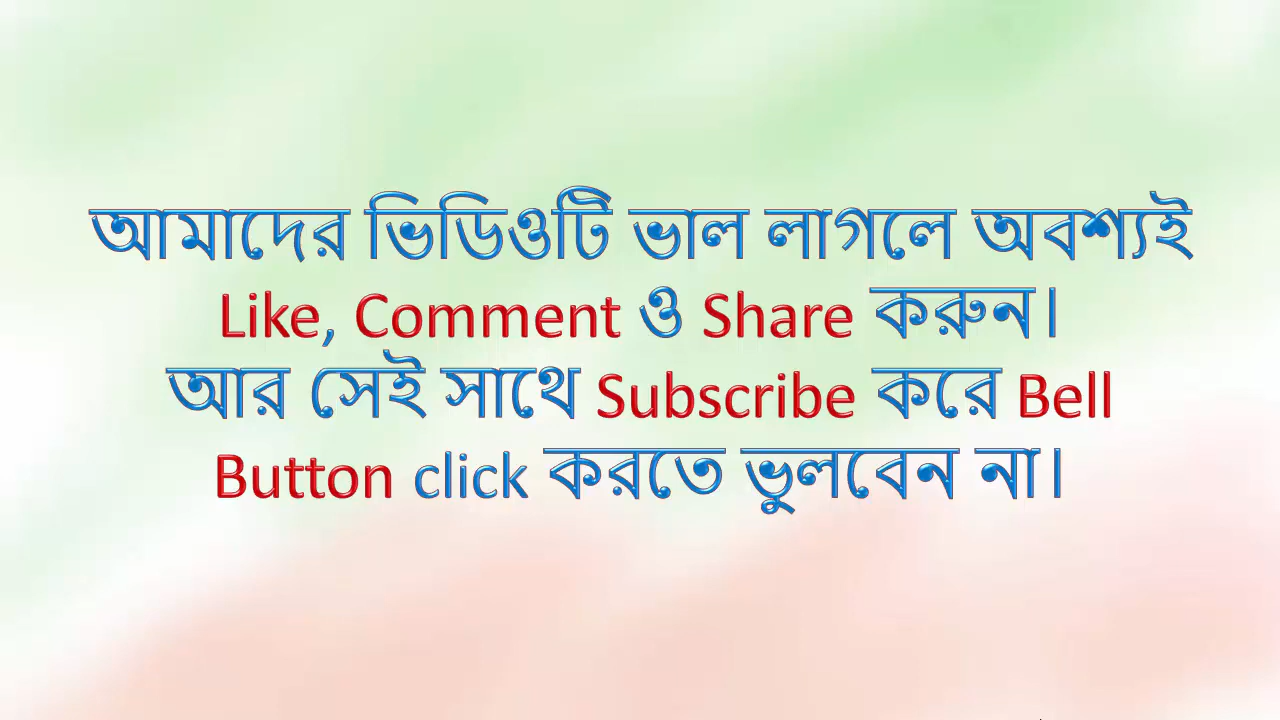 আমাদের ভিডিওটি ভাল লাগলে অবশ্যই
Like, Comment ও Share করুন।
আর সেই সাথে Subscribe করে Bell
Button click করতে ভুলবেন না।